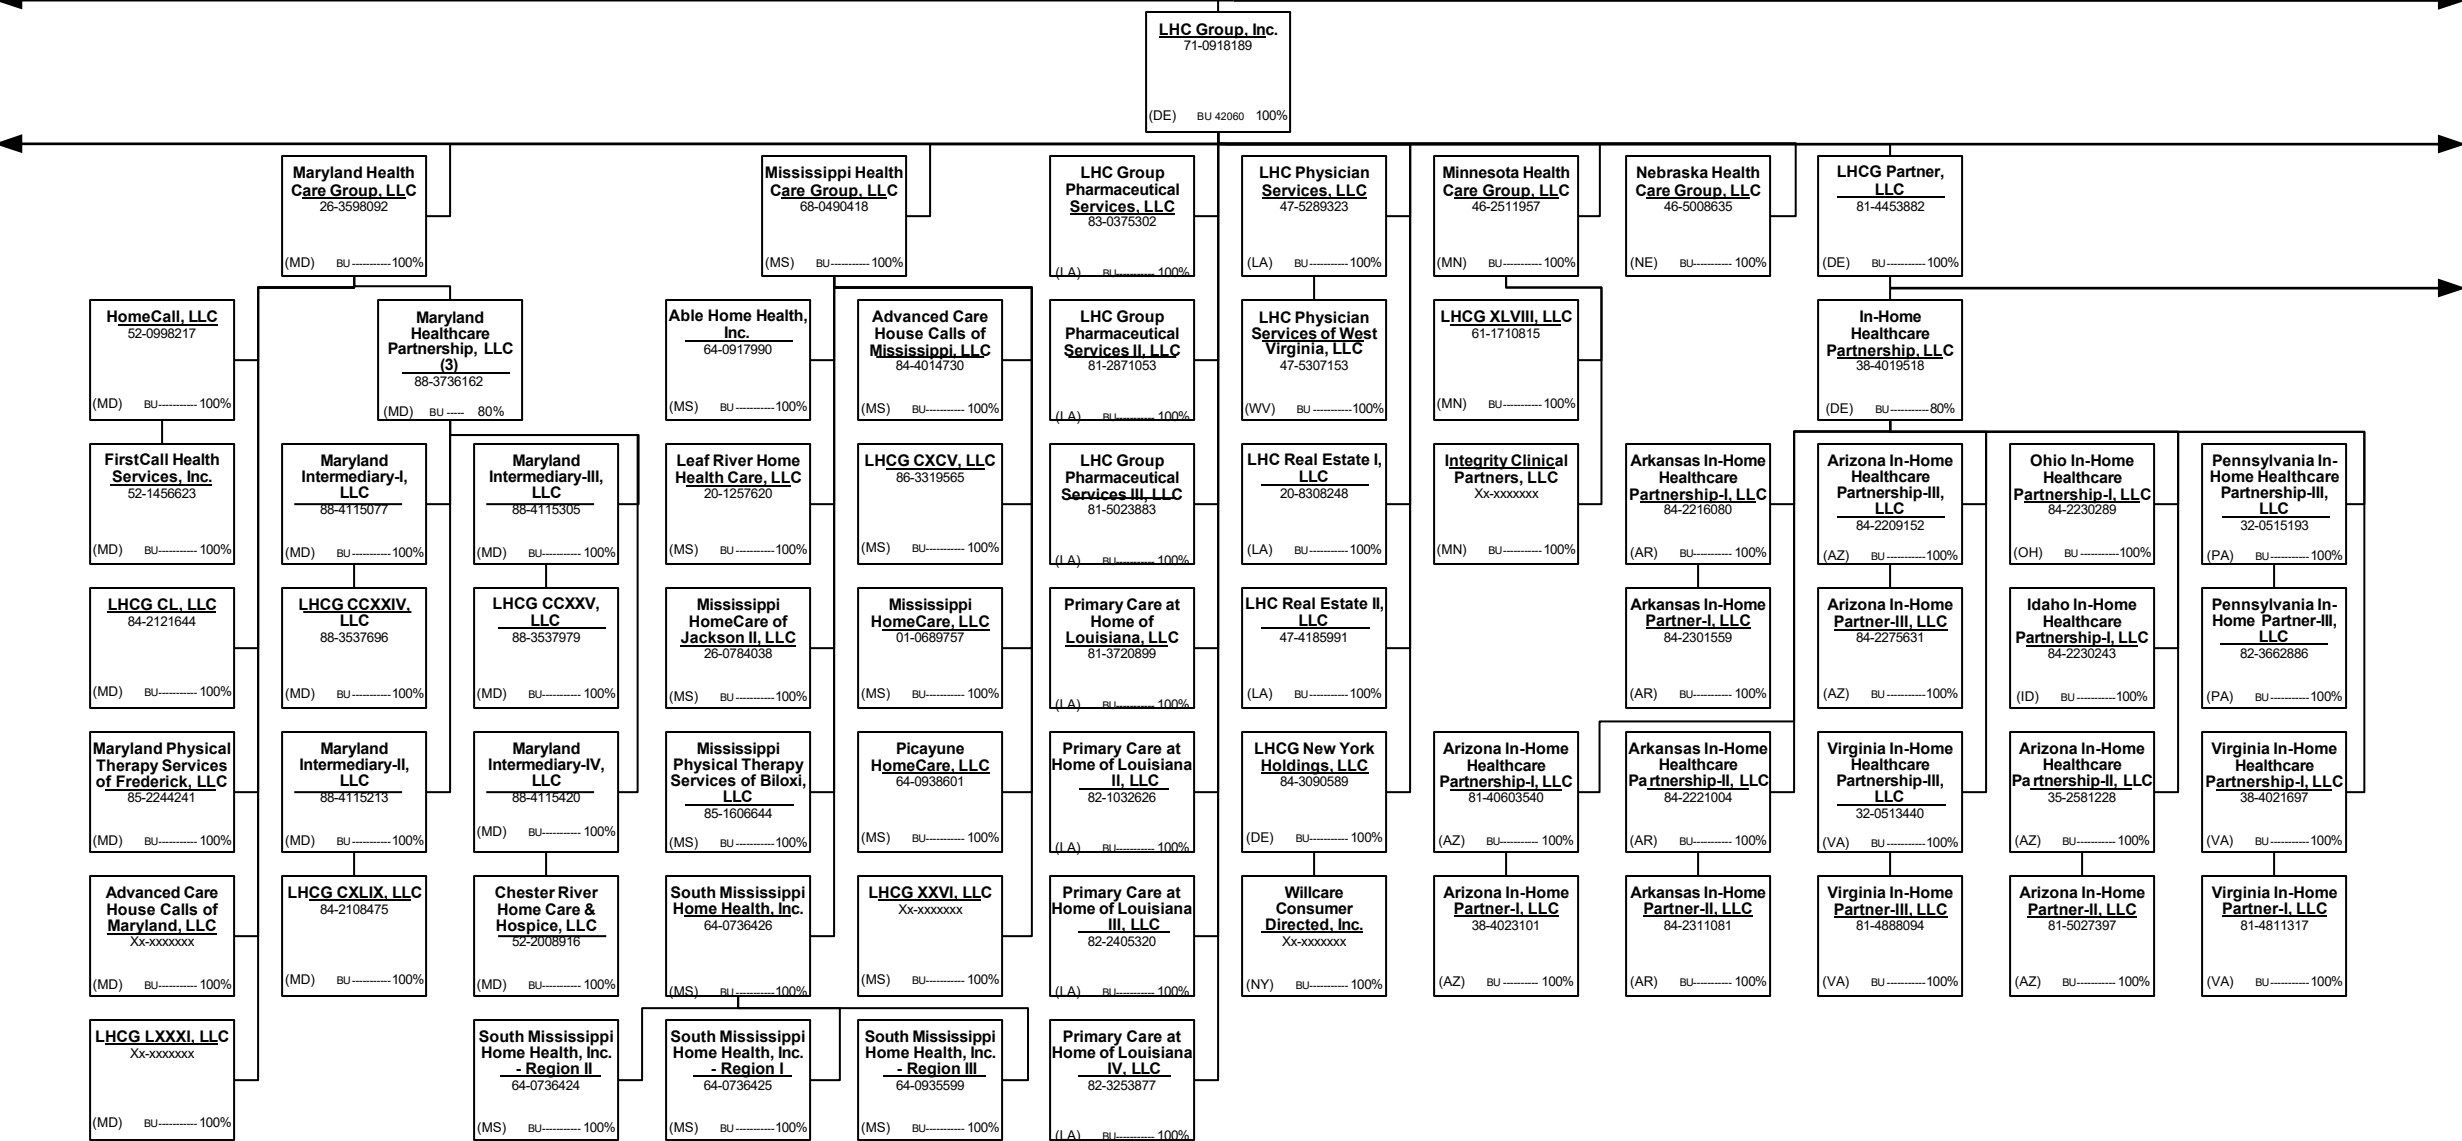 LHC Group, Inc.
71-0918189
(DE) BU 42060 100%
Maryland Health
Care Group, LLC
26-3598092
(MD) BU ----------- 100%
Mississippi Health
Care Group, LLC
68-0490418
(MS) BU----------- 100%
LHC Group
Pharmaceutical
Services, LLC
83-0375302
(LA) BU----------- 100%
LHC Physician
Services, LLC
47-5289323
(LA) BU----------- 100%
Minnesota Health
Care Group, LLC
46-2511957
(MN) BU----------- 100%
Nebraska Health
Care Group, LLC
46-5008635
(NE) BU----------- 100%
LHCG Partner,
LLC
81-4453882
(DE) BU----------- 100%
HomeCall, LLC
52-0998217
(MD) BU----------- 100%
Maryland
Healthcare
Partnership, LLC
(3)
88-3736162
(MD) BU ----- 80%
Able Home Health,
Inc.
64-0917990
(MS) BU -----------100%
Advanced Care
House Calls of
Mississippi, LLC
84-4014730
(MS) BU----------- 100%
LHC Group
Pharmaceutical
Services II, LLC
81-2871053
(LA) BU----------- 100%
LHC Physician
Services of West
Virginia, LLC
47-5307153
(WV) BU -----------100%
LHCG XLVIII, LLC
61-1710815
(MN) BU----------- 100%
In-Home
Healthcare
Partnership, LLC
38-4019518
(DE) BU-----------80%
FirstCall Health
Services, Inc.
52-1456623
(MD) BU----------- 100%
Maryland
Intermediary-I,
LLC
88-4115077
(MD) BU----------- 100%
Maryland
Intermediary-III,
LLC
88-4115305
(MD) BU----------- 100%
Leaf River Home
Health Care, LLC
20-1257620
(MS) BU -----------100%
LHCG CXCV, LLC
86-3319565
(MS) BU----------- 100%
LHC Group
Pharmaceutical
Services III, LLC
81-5023883
(LA) BU----------- 100%
LHC Real Estate I,
LLC
20-8308248
(LA) BU----------- 100%
Integrity Clinical
Partners, LLC
Xx-xxxxxxx
(MN) BU----------- 100%
Arkansas In-Home
Healthcare
Partnership-I, LLC
84-2216080
(AR) BU----------- 100%
Arizona In-Home
Healthcare
Partnership-III,
LLC
84-2209152
(AZ) BU -----------100%
Ohio In-Home
Healthcare
Partnership-I, LLC
84-2230289
(OH) BU -----------100%
Pennsylvania In-
Home Healthcare
Partnership-III,
LLC
32-0515193
(PA) BU----------- 100%
LHCG CL, LLC
84-2121644
(MD) BU----------- 100%
LHCG CCXXIV,
LLC
88-3537696
(MD) BU----------- 100%
LHCG CCXXV,
LLC
88-3537979
(MD) BU----------- 100%
Mississippi
HomeCare of
Jackson II, LLC
26-0784038
(MS) BU -----------100%
Mississippi
HomeCare, LLC
01-0689757
(MS) BU----------- 100%
Primary Care at
Home of
Louisiana, LLC
81-3720899
(LA) BU----------- 100%
LHC Real Estate II,
LLC
47-4185991
(LA) BU----------- 100%
Arkansas In-Home
Partner-I, LLC
84-2301559
(AR) BU----------- 100%
Arizona In-Home
Partner-III, LLC
84-2275631
(AZ) BU -----------100%
Idaho In-Home
Healthcare
Partnership-I, LLC
84-2230243
(ID) BU----------- 100%
Pennsylvania In-
Home Partner-III,
LLC
82-3662886
(PA) BU----------- 100%
Maryland Physical
Therapy Services
of Frederick, LLC
85-2244241
(MD) BU----------- 100%
Maryland
Intermediary-II,
LLC
88-4115213
(MD) BU----------- 100%
Maryland
Intermediary-IV,
LLC
88-4115420
(MD) BU----------- 100%
Mississippi
Physical Therapy
Services of Biloxi,
LLC
85-1606644
(MS) BU -----------100%
Picayune
HomeCare, LLC
64-0938601
(MS) BU----------- 100%
Primary Care at
Home of Louisiana
II, LLC
82-1032626
(LA) BU----------- 100%
LHCG New York
Holdings, LLC
84-3090589
(DE) BU----------- 100%
Arizona In-Home
Healthcare
Partnership-I, LLC
81-40603540
(AZ) BU----------- 100%
Arkansas In-Home
Healthcare
Partnership-II, LLC
84-2221004
(AR) BU----------- 100%
Virginia In-Home
Healthcare
Partnership-III,
LLC
32-0513440
(VA) BU -----------100%
Arizona In-Home
Healthcare
Partnership-II, LLC
35-2581228
(AZ) BU----------- 100%
Virginia In-Home
Healthcare
Partnership-I, LLC
38-4021697
(VA) BU----------- 100%
Advanced Care
House Calls of
Maryland, LLC
Xx-xxxxxxx
(MD) BU----------- 100%
LHCG CXLIX, LLC
84-2108475
(MD) BU----------- 100%
Chester River
Home Care &
Hospice, LLC
52-2008916
(MD) BU----------- 100%
South Mississippi
Home Health, Inc.
64-0736426
(MS) BU----------- 100%
LHCG XXVI, LLC
Xx-xxxxxxx
(MS) BU----------- 100%
Primary Care at
Home of Louisiana
III, LLC
82-2405320
(LA) BU----------- 100%
Willcare
Consumer
Directed, Inc.
Xx-xxxxxxx
(NY) BU----------- 100%
Arizona In-Home
Partner-I, LLC
38-4023101
(AZ) BU----------- 100%
Arkansas In-Home
Partner-II, LLC
84-2311081
(AR) BU----------- 100%
Virginia In-Home
Partner-III, LLC
81-4888094
(VA) BU -----------100%
Arizona In-Home
Partner-II, LLC
81-5027397
(AZ) BU----------- 100%
Virginia In-Home
Partner-I, LLC
81-4811317
(VA) BU----------- 100%
LHCG LXXXI, LLC
Xx-xxxxxxx
(MD) BU----------- 100%
South Mississippi
Home Health, Inc.
- Region II
64-0736424
(MS) BU----------- 100%
South Mississippi
Home Health, Inc.
- Region I
64-0736425
(MS) BU -----------100%
South Mississippi
Home Health, Inc.
- Region III
64-0935599
(MS) BU----------- 100%
Primary Care at
Home of Louisiana
IV, LLC
82-3253877
(LA) BU----------- 100%